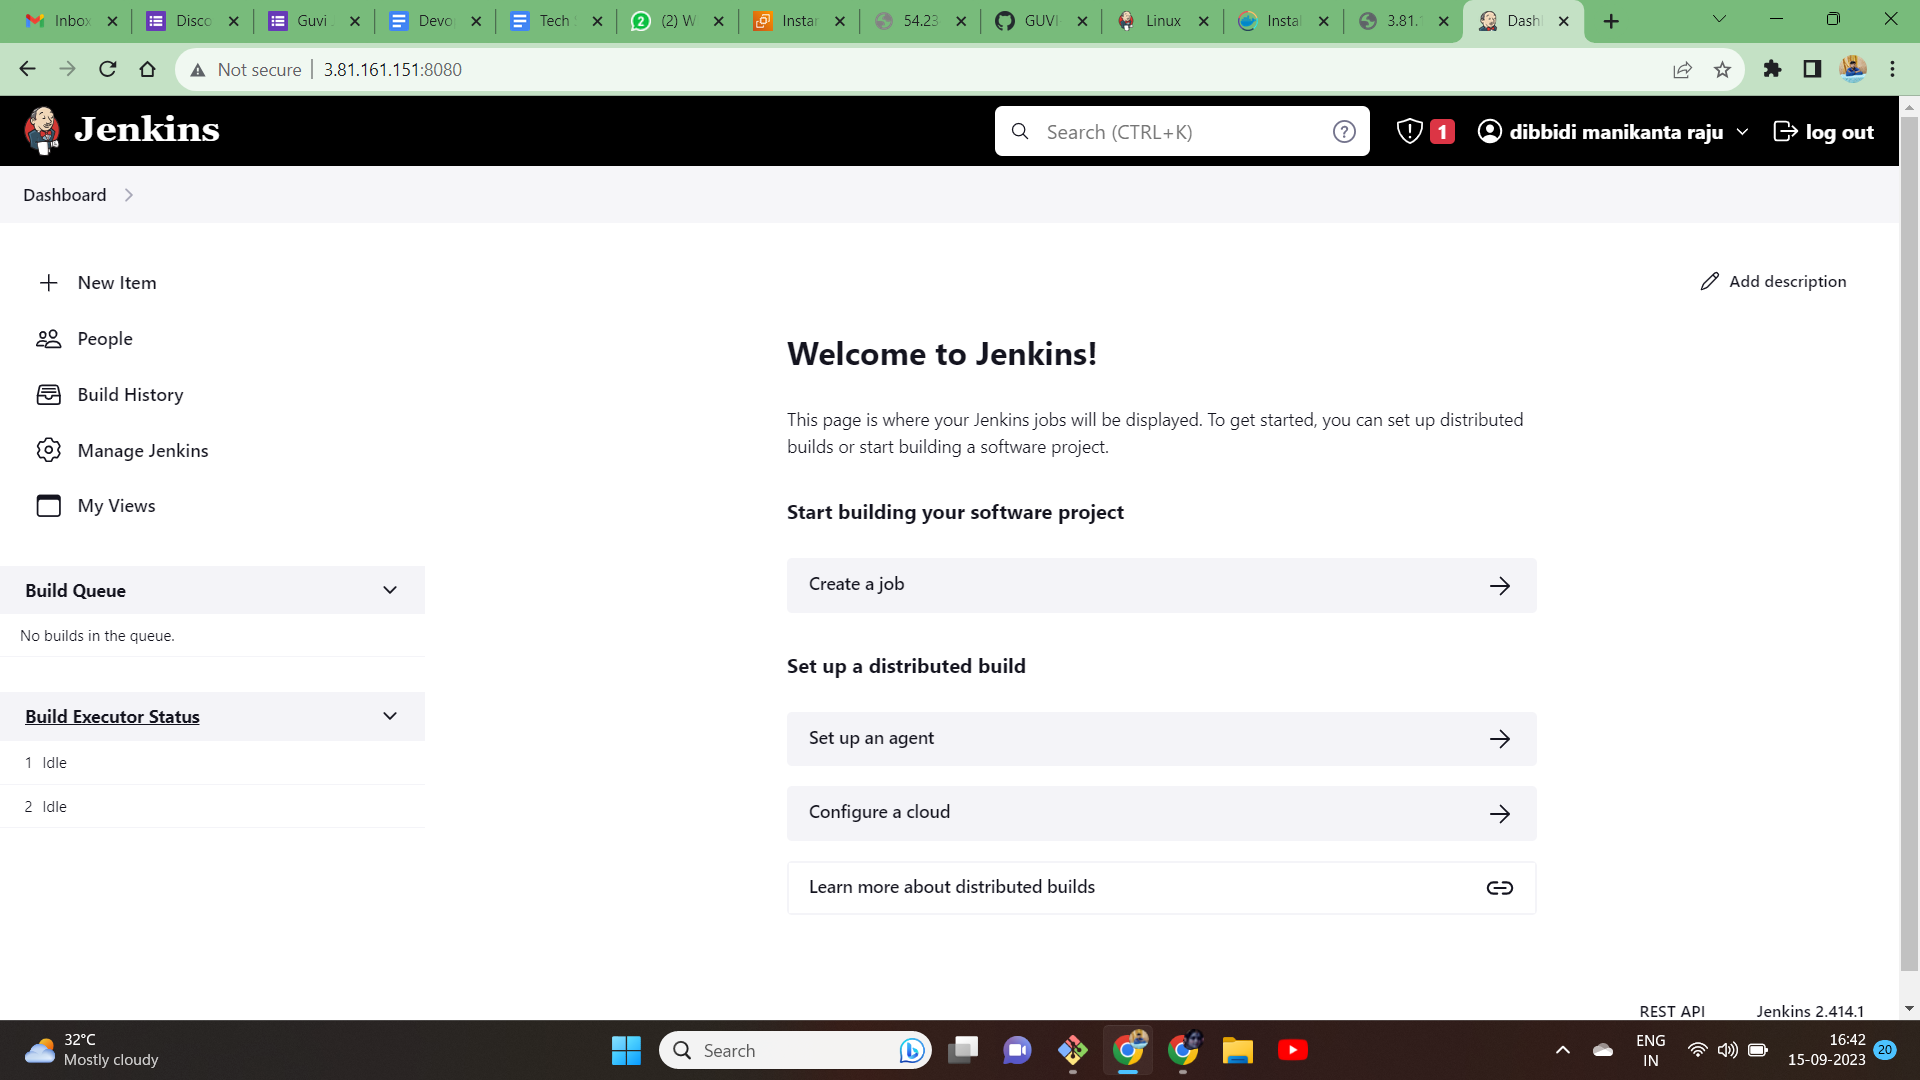 Inbox
Disco
Guvi
Devop
Tech
(2) W
Instan
54.23
GUVI
Linux
Instal
3.81.
Dash
Not secure
3.81.161.151:8080
Jenkins
Search (CTRL+K)
1
dibbidi manikanta raju
log out
Dashboard
New Item
Add description
People
Build History
Manage Jenkins
My Views
Welcome to Jenkins!
This page is where your Jenkins jobs will be displayed. To get started, you can set up distributed
builds or start building a software project.
Start building your software project
Create a job
Build Queue
No builds in the queue.
Set up a distributed build
Build Executor Status
1 Idle
2 Idle
Set up an agent
Configure a cloud
Learn more about distributed builds
REST API
Jenkins 2.414.1
32°C
Mostly cloudy
Search
ENG
IN
16:42
15-09-2023
20